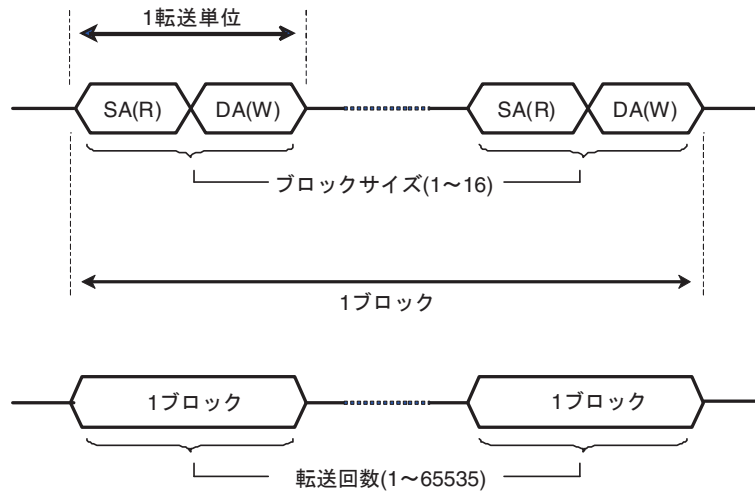 1転送単位
SA(R) DA(W) SA(R) DA(W)
ブロックサイズ(1～16)
1ブロック
1ブロック 1ブロック
転送回数(1～65535)